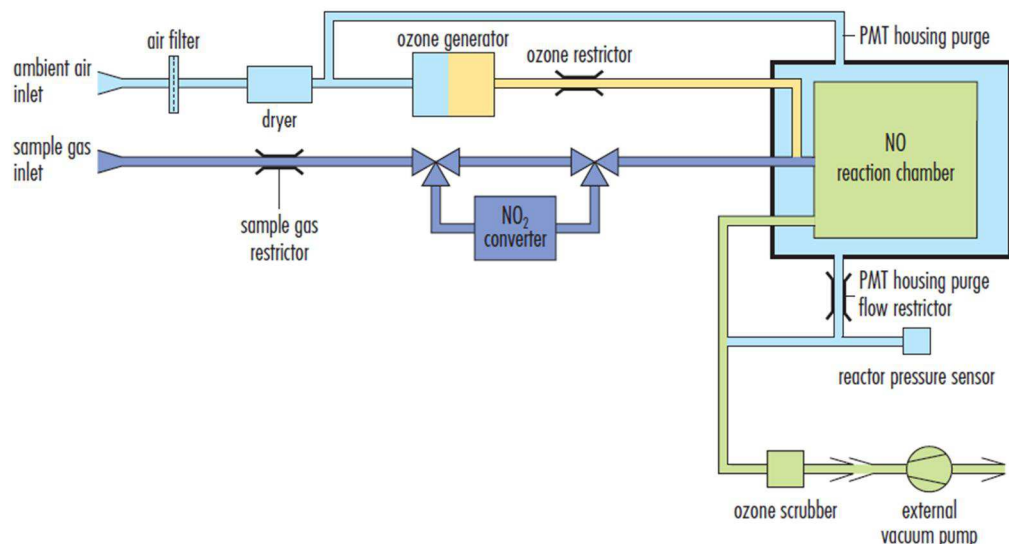 air filter
ozone generator
ozone restrictor
PMT housing purge
ambient air
inlet
dryer
sample gas
inlet
NO
reaction chamber
sample gas
restrictor
NO₂
converter
PMT housing purge
flow restrictor
reactor pressure sensor
ozone scrubber
external
vacuum pump